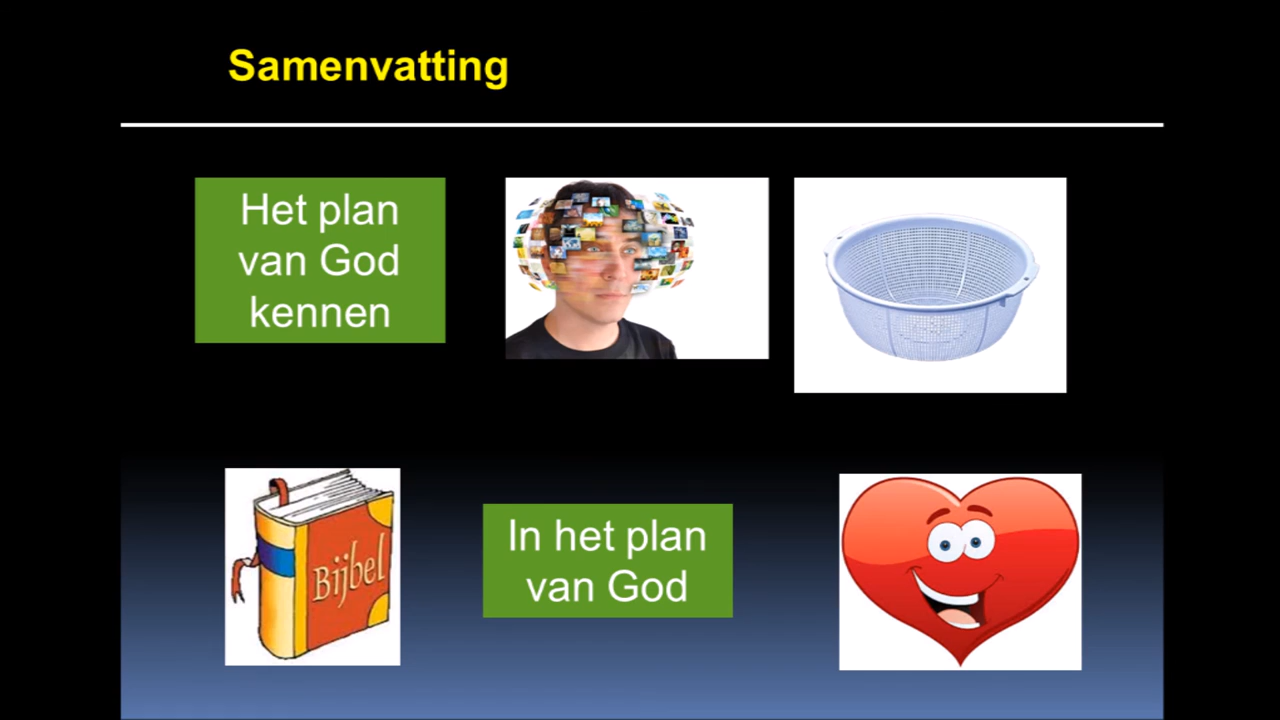 Samenvatting
Het plan
van God
kennen
Bijbel
In het plan
van God